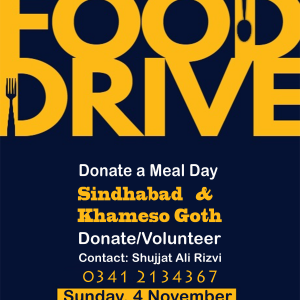 FOOD
DRIVE
Donate a Meal Day
Sindhabad &
Khameso Goth
Donate/Volunteer
Contact: Shujjat Ali Rizvi
0341 2134367
Sunday, 4 November